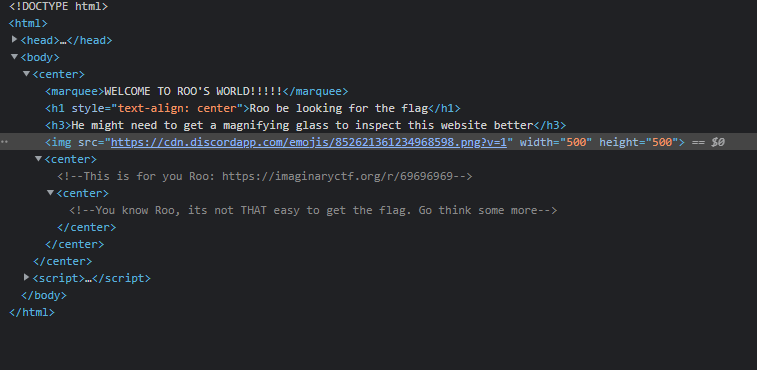 <!DOCTYPE html>
<html>
<head>…</head>
<body>
<center>
<marquee>WELCOME TO ROO'S WORLD!!!!!</marquee>
<h1 style="text-align: center">Roo be looking for the flag</h1>
<h3>He might need to get a magnifying glass to inspect this website better</h3>
<img src="https://cdn.discordapp.com/emojis/852621361234968598.png?v=1" width="500" height="500"> == $0
<center>
<!--This is for you Roo: https://imaginaryctf.org/r/69696969-->
<center>
<!--You know Roo, its not THAT easy to get the flag. Go think some more-->
</center>
</center>
</center>
<script>…</script>
</body>
</html>